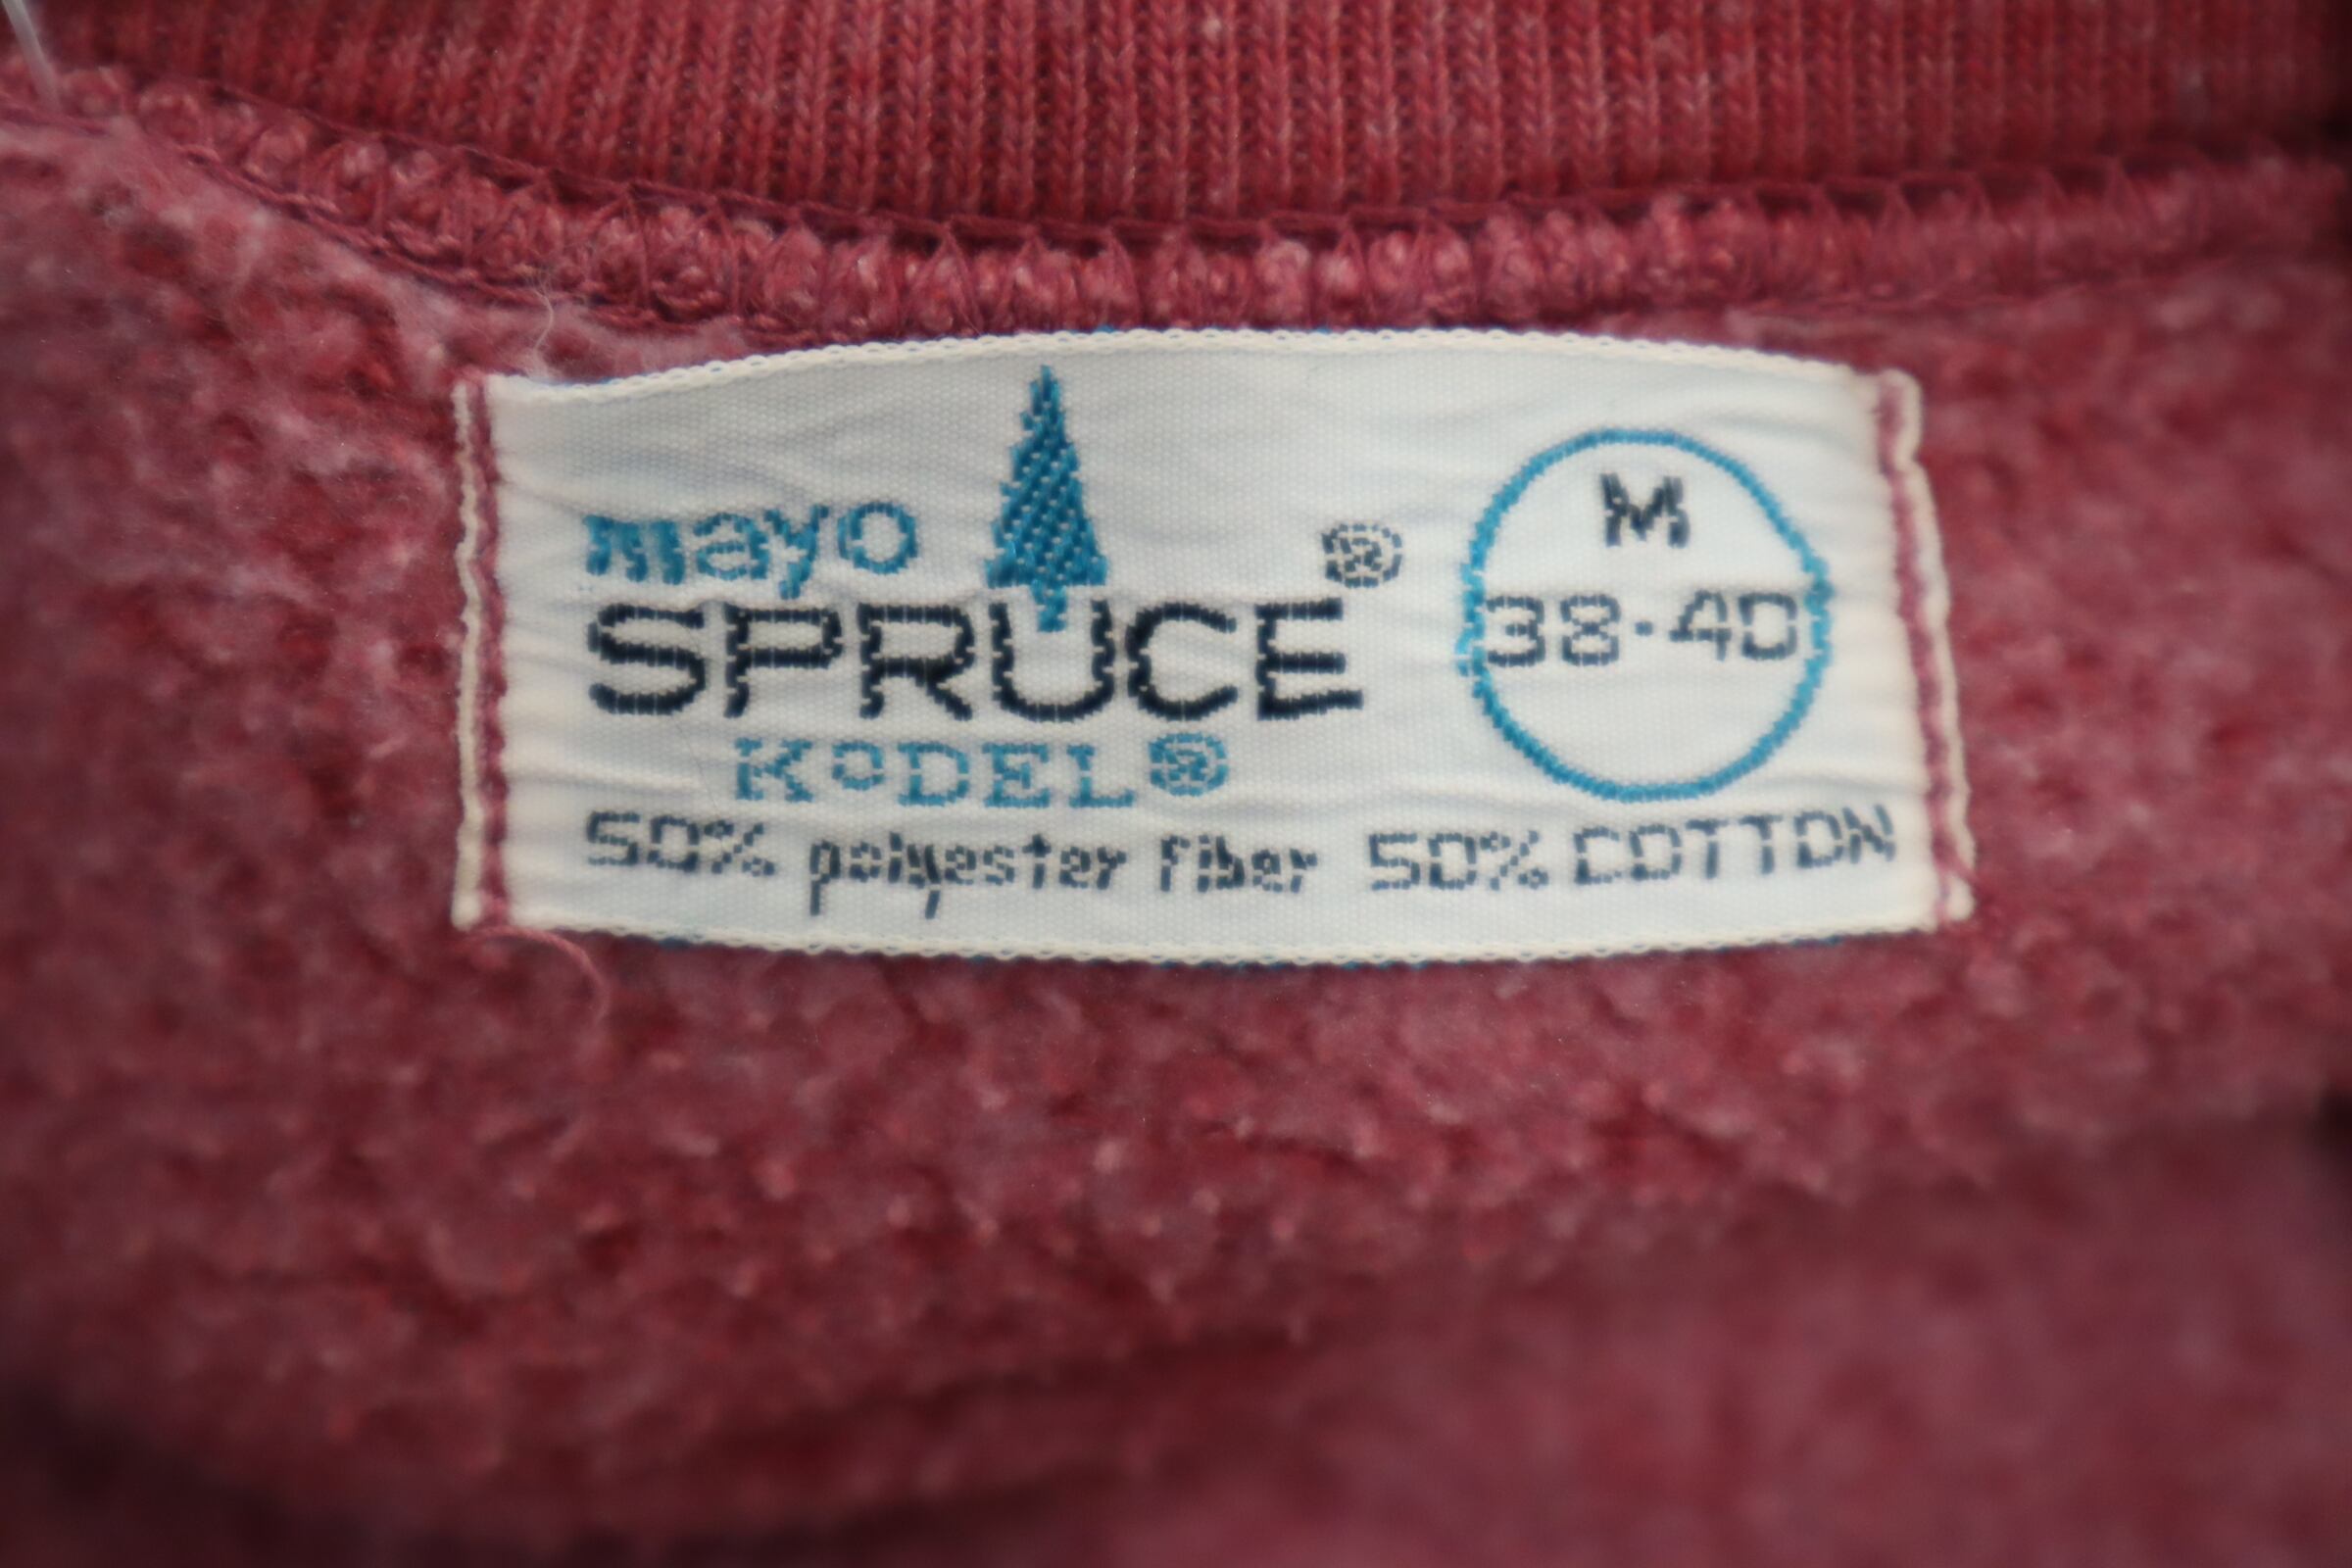 mayo
SPRUCE®
KODEL®
50% polyester fiber 50% COTTON
M
38-40